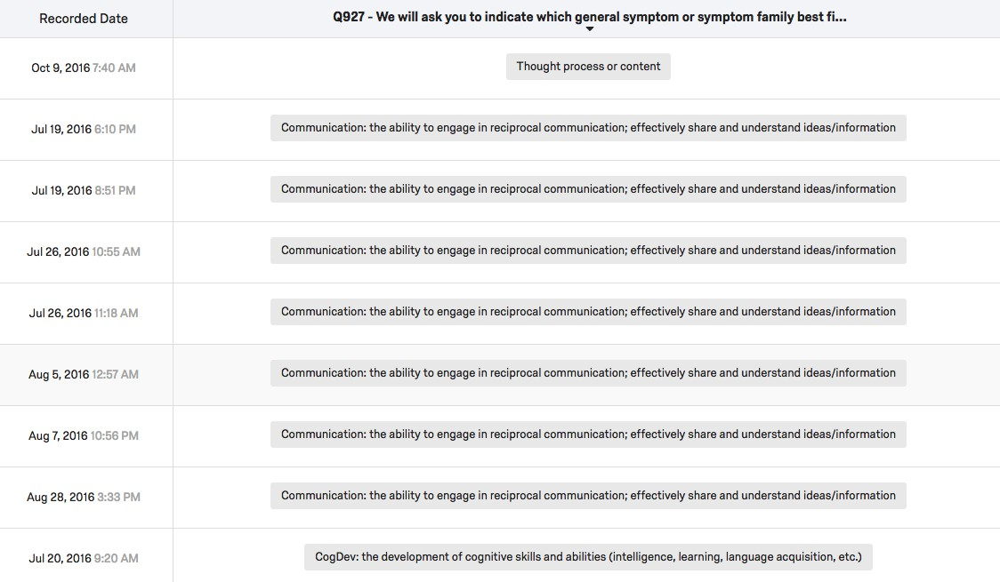 Recorded Date
Q927 - We will ask you to indicate which general symptom or symptom family best fi...
Oct 9, 2016 7:40 AM
Thought process or content
Jul 19, 2016 6:10 PM
Communication: the ability to engage in reciprocal communication; effectively share and understand ideas/information
Jul 19, 2016 8:51 PM
Communication: the ability to engage in reciprocal communication; effectively share and understand ideas/information
Jul 26, 2016 10:55 AM
Communication: the ability to engage in reciprocal communication; effectively share and understand ideas/information
Jul 26, 2016 11:18 AM
Communication: the ability to engage in reciprocal communication; effectively share and understand ideas/information
Aug 5, 2016 12:57 AM
Communication: the ability to engage in reciprocal communication; effectively share and understand ideas/information
Aug 7, 2016 10:56 PM
Communication: the ability to engage in reciprocal communication; effectively share and understand ideas/information
Aug 28, 2016 3:33 PM
Communication: the ability to engage in reciprocal communication; effectively share and understand ideas/information
Jul 20, 2016 9:20 AM
CogDev: the development of cognitive skills and abilities (intelligence, learning, language acquisition, etc.)